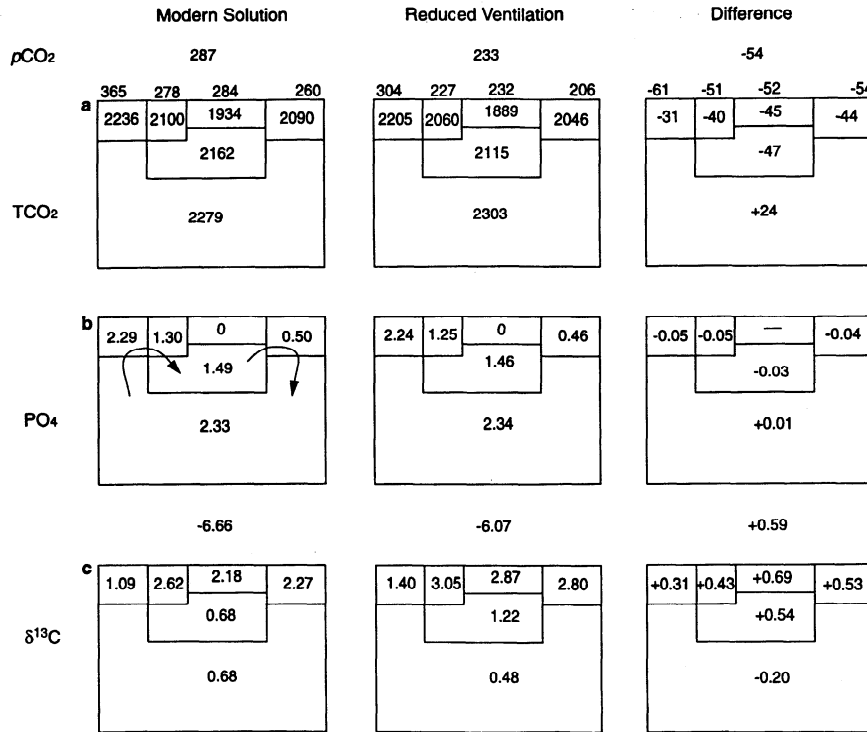 Modern Solution Reduced Ventilation Difference
pCO2 287 233 -54
365 278 284 260 304 227 232 206 -61 -51 -52 -54
a 2236 2100 1934 2090 2205 2060 1889 2046 -31 -40 -45 -44
2162 2115 -47
TCO2 2279 2303 +24
b 2.29 1.30 0 0.50 2.24 1.25 0 0.46 -0.05 -0.05 — -0.04
1.49 1.46 -0.03
PO4 2.33 2.34 +0.01
-6.66 -6.07 +0.59
c 1.09 2.62 2.18 2.27 1.40 3.05 2.87 2.80 +0.31 +0.43 +0.69 +0.53
0.68 1.22 +0.54
δ13C 0.68 0.48 -0.20